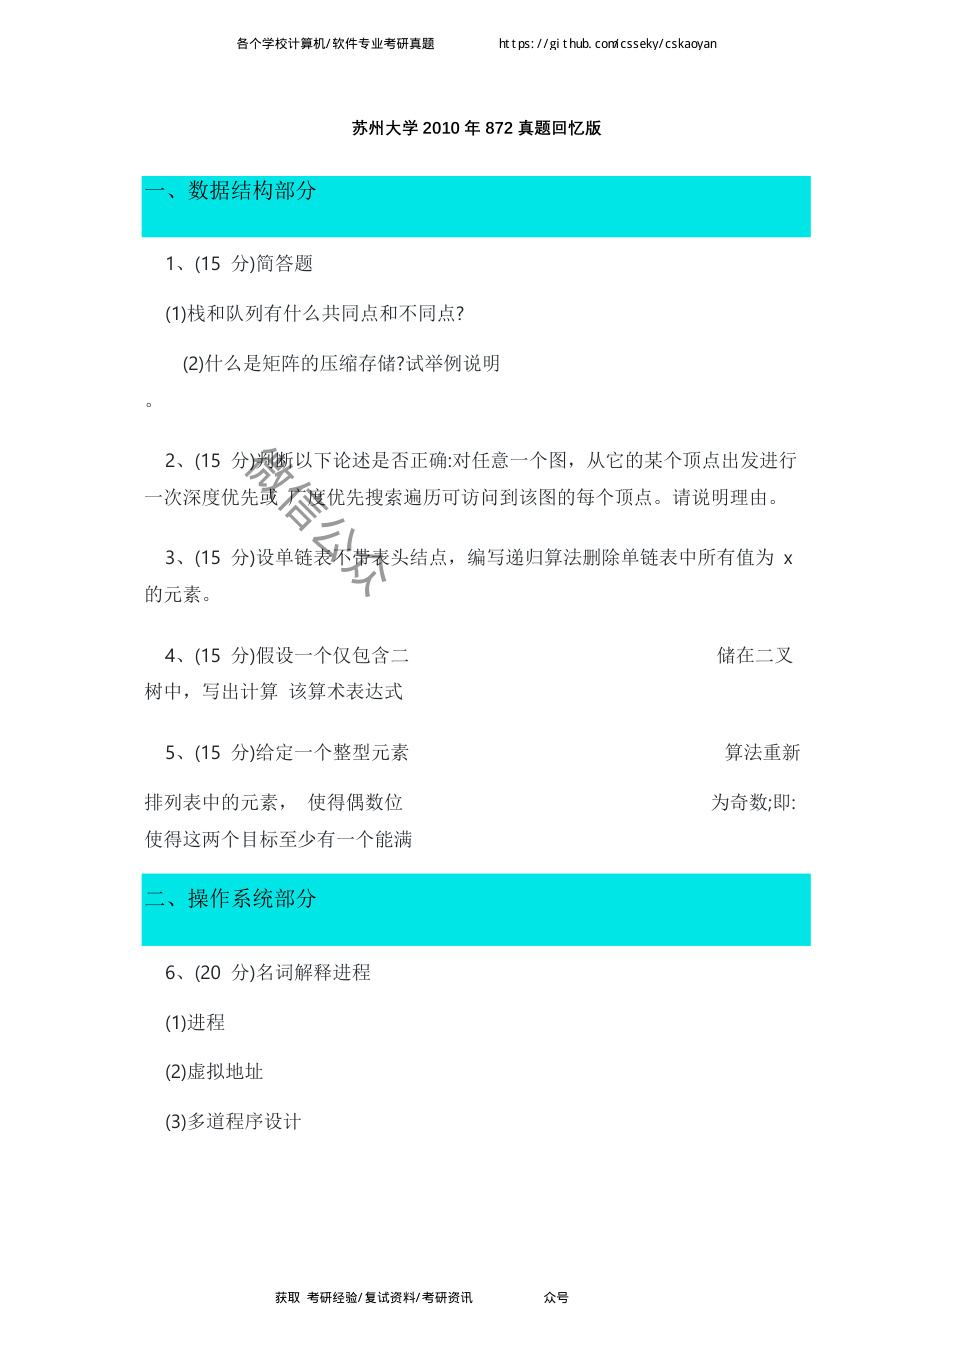 各个学校计算机/软件专业考研真题 https://github.com/csseky/cskaoyan
苏州大学 2010 年 872 真题回忆版
一、数据结构部分
1、(15 分)简答题
(1)栈和队列有什么共同点和不同点?
(2)什么是矩阵的压缩存储?试举例说明
。
2、(15 分)判断以下论述是否正确:对任意一个图，从它的某个顶点出发进行
一次深度优先或 广度优先搜索遍历可访问到该图的每个顶点。请说明理由。
3、(15 分)设单链表不带表头结点，编写递归算法删除单链表中所有值为 x
的元素。
微信公众
4、(15 分)假设一个仅包含二 储在二叉
树中，写出计算 该算术表达式
5、(15 分)给定一个整型元素 算法重新
排列表中的元素， 使得偶数位 为奇数;即:
使得这两个目标至少有一个能满
二、操作系统部分
6、(20 分)名词解释进程
(1)进程
(2)虚拟地址
(3)多道程序设计
获取 考研经验/复试资料/考研资讯 众号